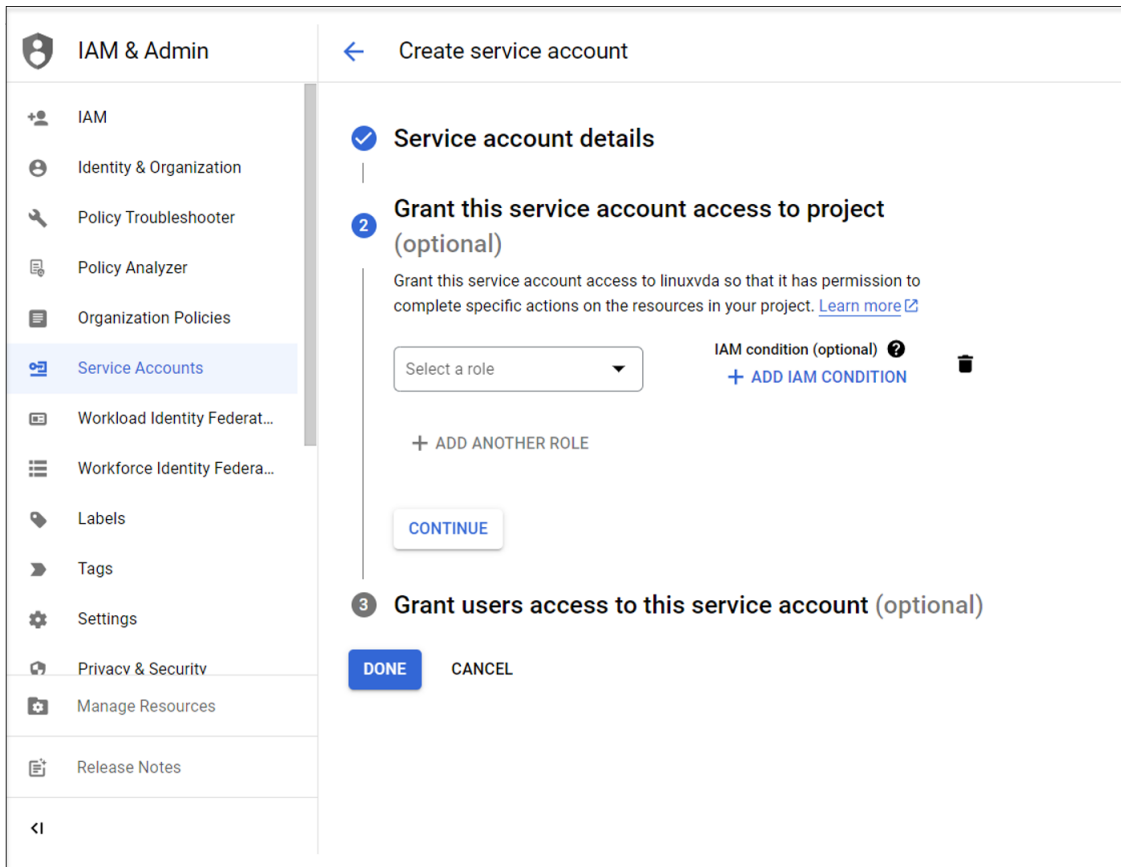 IAM & Admin
Create service account
IAM
Identity & Organization
Policy Troubleshooter
Policy Analyzer
Organization Policies
Service Accounts
Workload Identity Federat...
Workforce Identity Federa...
Labels
Tags
Settings
Privacy & Security
Manage Resources
Release Notes
Service account details
2
Grant this service account access to project
(optional)
Grant this service account access to linuxvda so that it has permission to
complete specific actions on the resources in your project. Learn more
Select a role
IAM condition (optional) ?
+ ADD IAM CONDITION
+ ADD ANOTHER ROLE
CONTINUE
3 Grant users access to this service account (optional)
DONE CANCEL